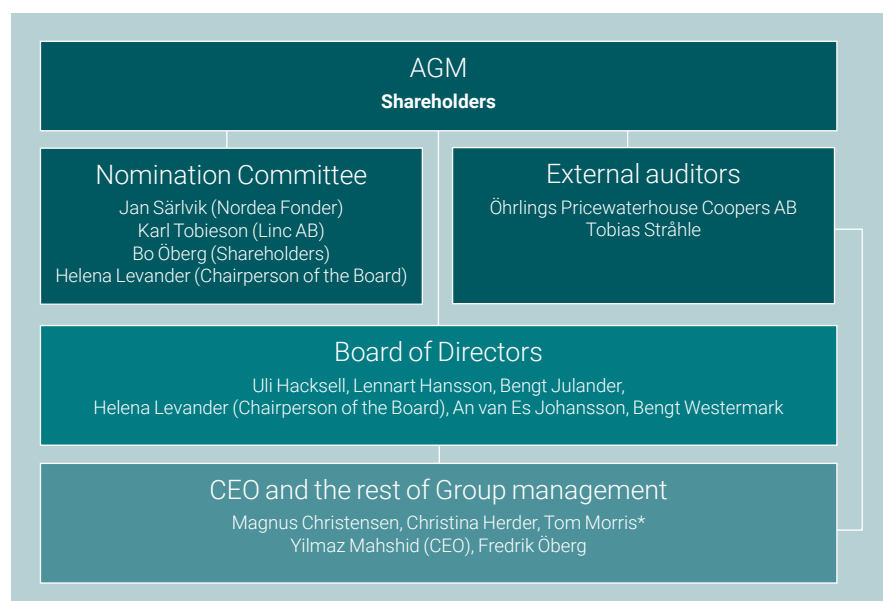 AGM
Shareholders
Nomination Committee
Jan Särlvik (Nordea Fonder)
Karl Tobieson (Linc AB)
Bo Öberg (Shareholders)
Helena Levander (Chairperson of the Board)
External auditors
Öhrlings Pricewaterhouse Coopers AB
Tobias Stråhle
Board of Directors
Uli Hacksell, Lennart Hansson, Bengt Julander,
Helena Levander (Chairperson of the Board), An van Es Johansson, Bengt Westermark
CEO and the rest of Group management
Magnus Christensen, Christina Herder, Tom Morris*
Yilmaz Mahshid (CEO), Fredrik Öberg